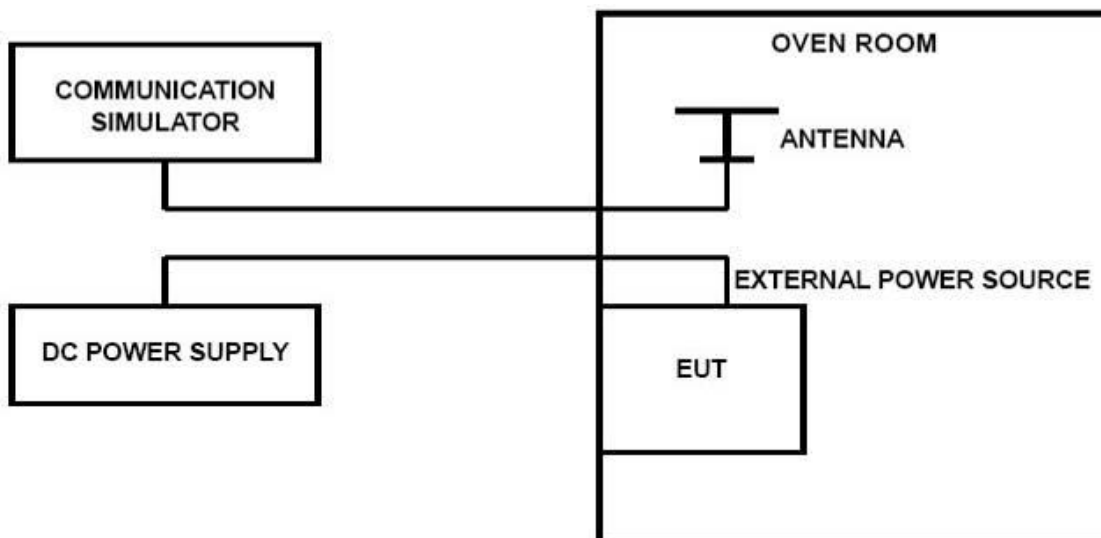 OVEN ROOM
COMMUNICATION
SIMULATOR
ANTENNA
EXTERNAL POWER SOURCE
DC POWER SUPPLY
EUT